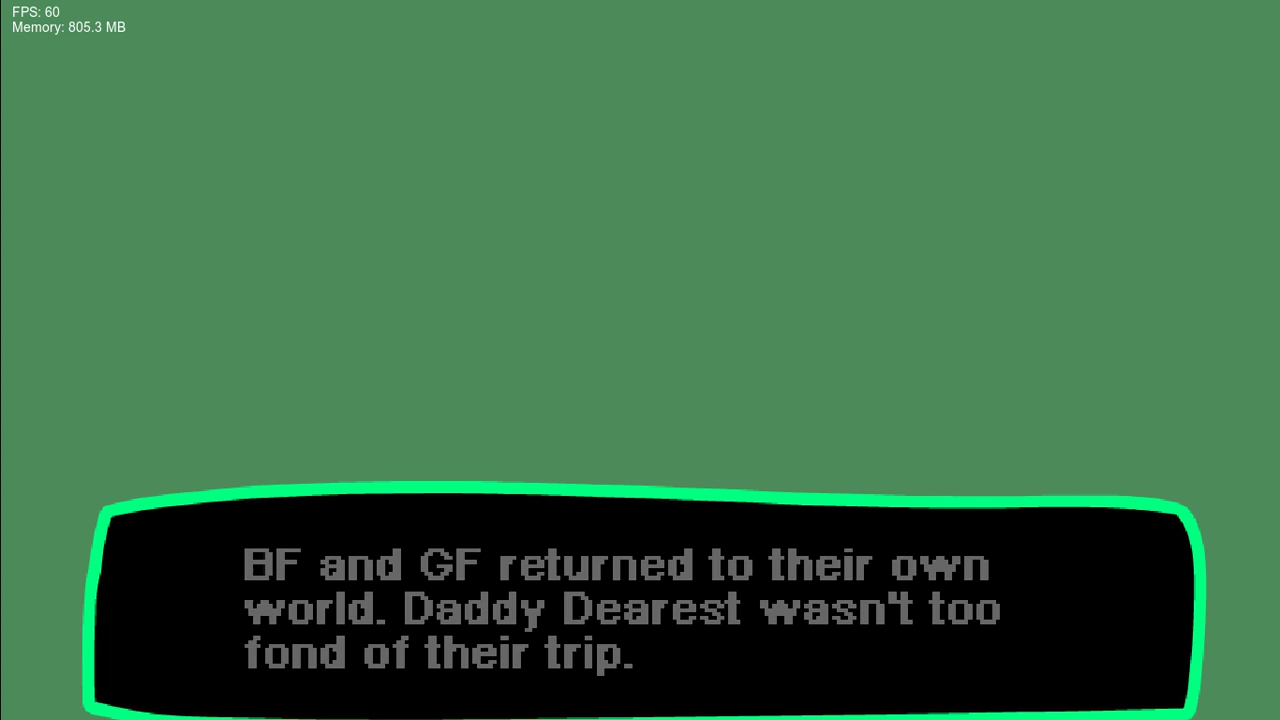 FPS: 60
Memory: 805.3 MB
BF and GF returned to their own
world. Daddy Dearest wasn't too
fond of their trip.